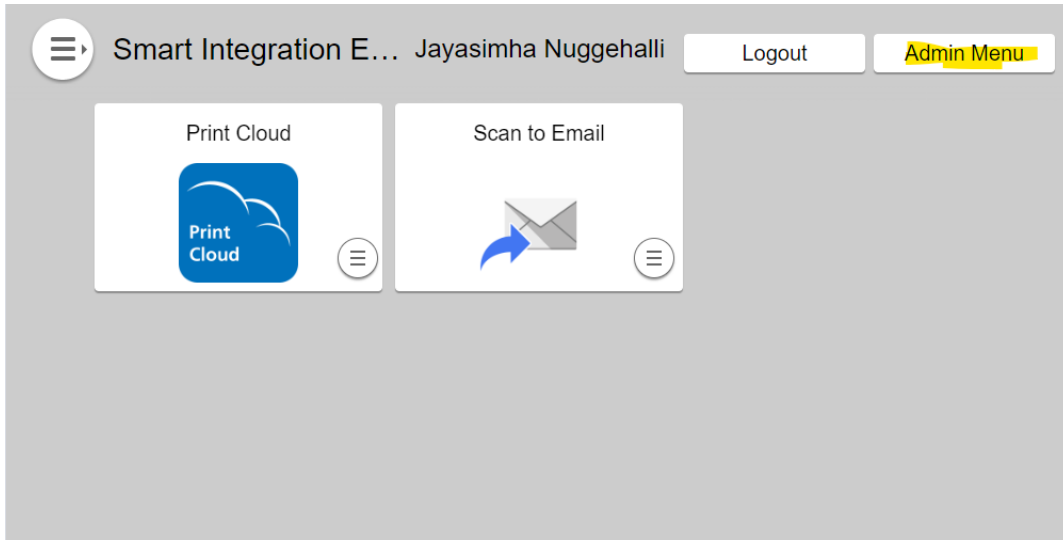 Smart Integration E... Jayasimha Nuggehalli Logout Admin Menu
Print Cloud
Scan to Email
Print
Cloud